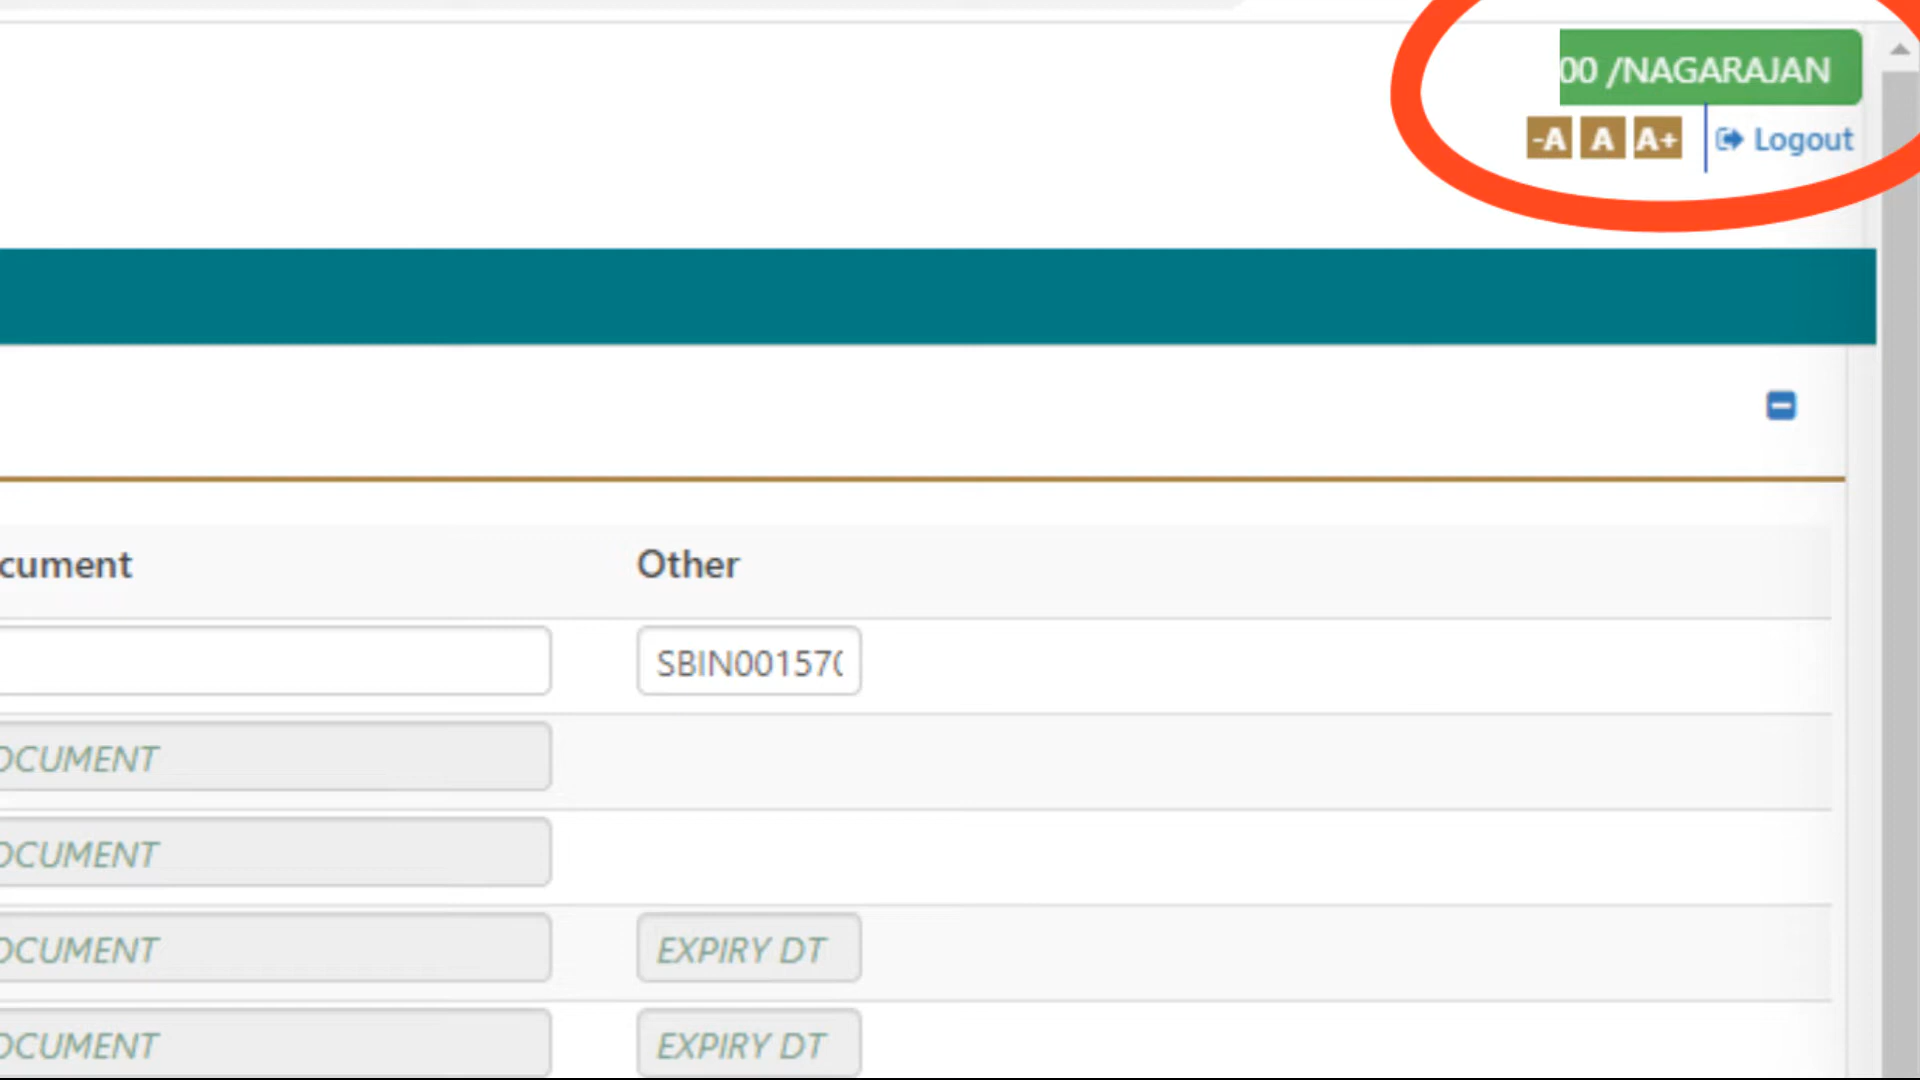 00 /NAGARAJAN
-A A A+ Logout
cument Other
SBIN00157
OCUMENT
OCUMENT
OCUMENT EXPIRY DT
OCUMENT EXPIRY DT